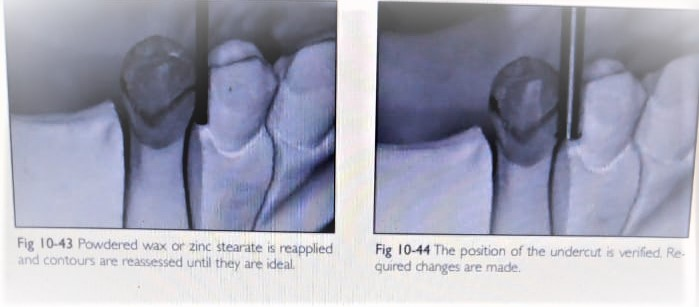 Fig 10-43 Powdered wax or zinc stearate is reapplied
and contours are reassessed until they are ideal.
Fig 10-44 The position of the undercut is verified. Re-
quired changes are made.